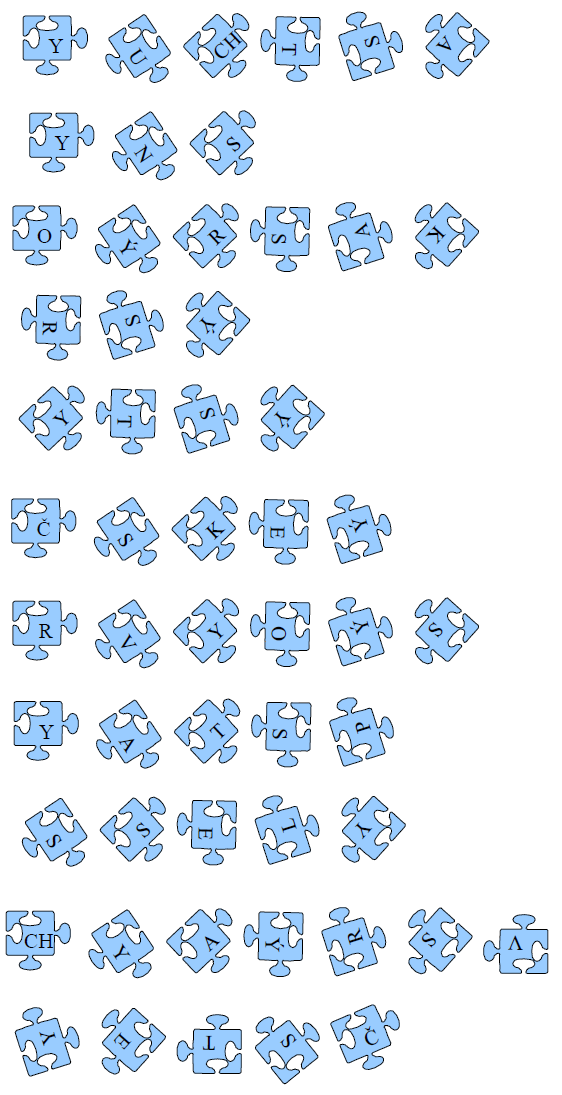 Y U CH T S A
Y N S
O Ý R S A K
R S Ý
Y T S Ý
Č S K E Ý
R V Y O Ý S
Y A T S P
S S E L Y
CH Y A Ý R S V
Y E T S Č